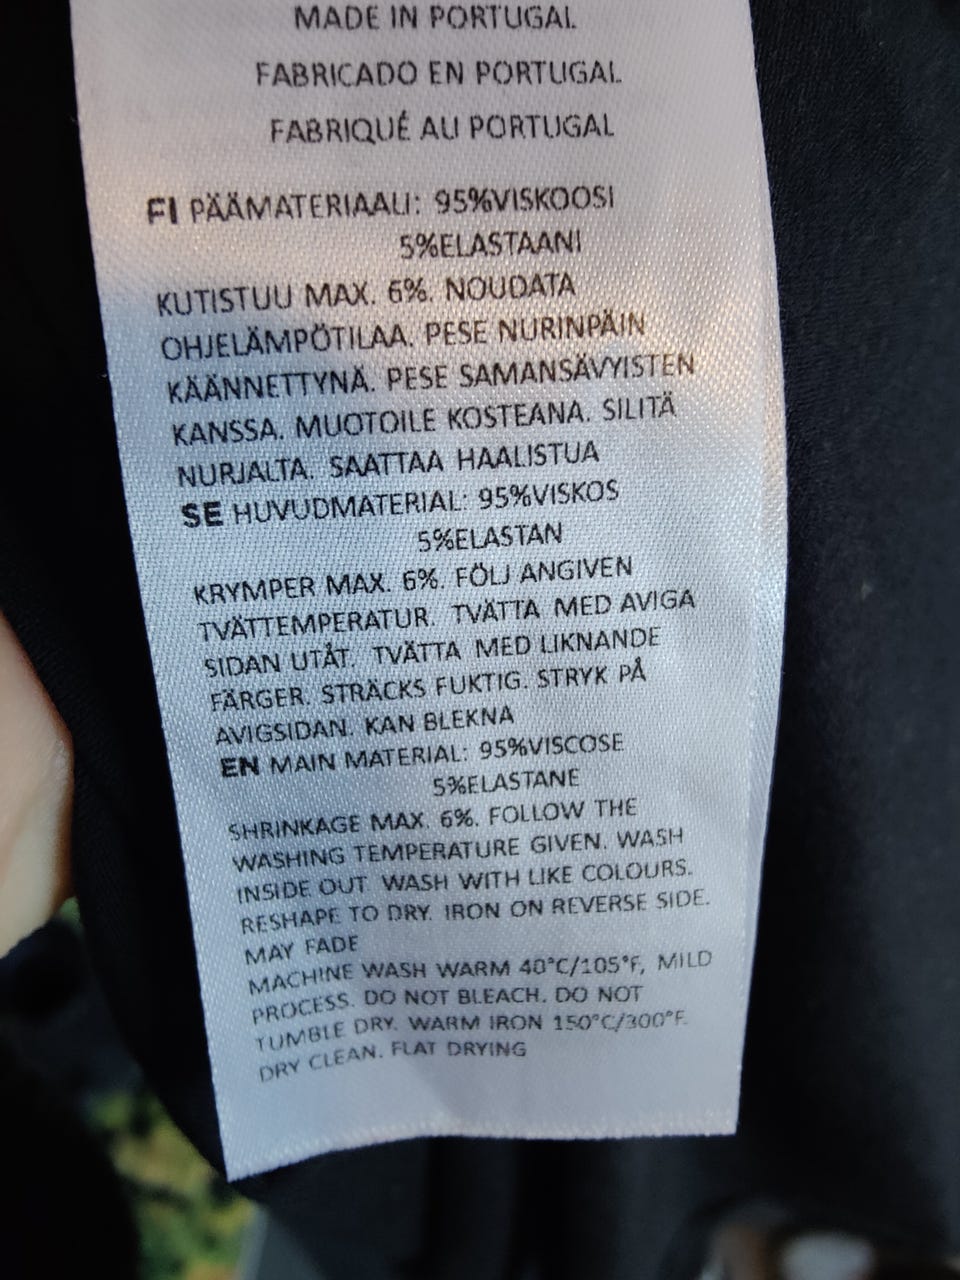 MADE IN PORTUGAL
FABRICADO EN PORTUGAL
FABRIQUÉ AU PORTUGAL
FI PÄÄMATERIAALI: 95%VISKOOSI
5%ELASTAANI
KUTISTUU MAX. 6%. NOUDATA
OHJELÄMPÖTILAA. PESE NURINPÄIN
KÄÄNNETTYNÄ. PESE SAMANSÄVYISTEN
KANSSA. MUOTOILE KOSTEANA. SILITÄ
NURJALTA. SAATTAA HAALISTUA
SE HUVUDMATERIAL: 95%VISKOS
5%ELASTAN
KRYMPER MAX. 6%. FÖLJ ANGIVEN
TVÄTTEMPERATUR. TVÄTTA MED AVIGA
SIDAN UTÅT. TVÄTTA MED LIKNANDE
FÄRGER. STRÄCKS FUKTIG. STRYK PÅ
AVIGSIDAN. KAN BLEKNA
EN MAIN MATERIAL: 95%VISCOSE
5%ELASTANE
SHRINKAGE MAX. 6%. FOLLOW THE
WASHING TEMPERATURE GIVEN. WASH
INSIDE OUT. WASH WITH LIKE COLOURS.
RESHAPE TO DRY. IRON ON REVERSE SIDE.
MAY FADE
MACHINE WASH WARM 40°C/105°F, MILD
PROCESS. DO NOT BLEACH. DO NOT
TUMBLE DRY. WARM IRON 150°C/300°F.
DRY CLEAN. FLAT DRYING